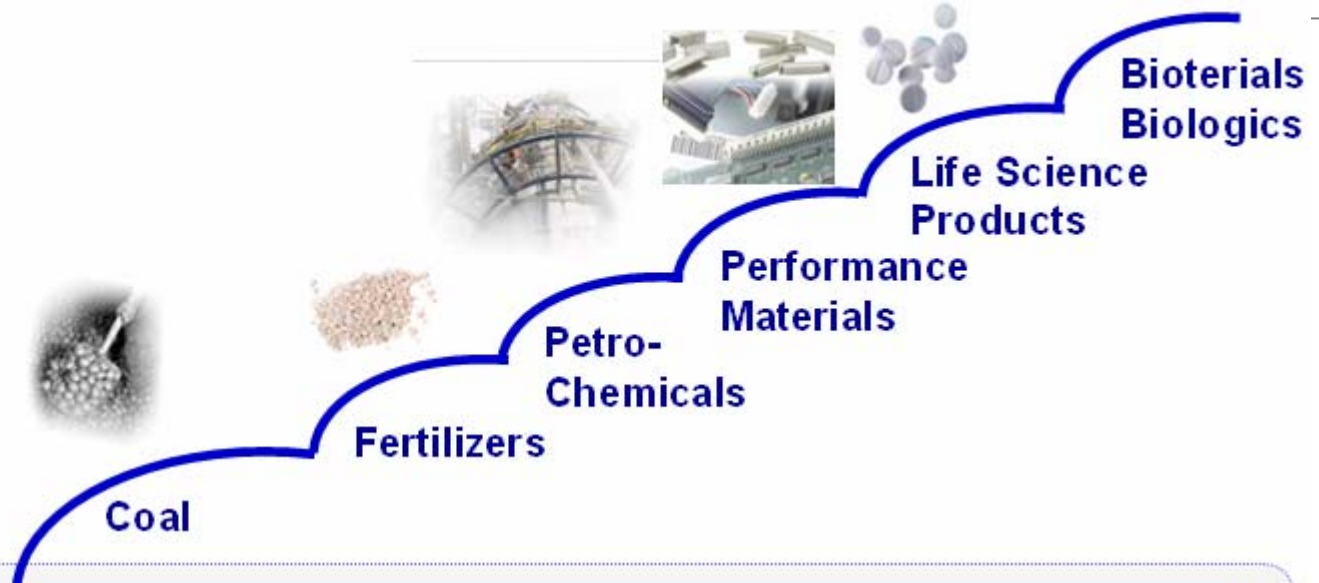 Bioterials
Biologics
Life Science
Products
Performance
Materials
Petro-
Chemicals
Fertilizers
Coal